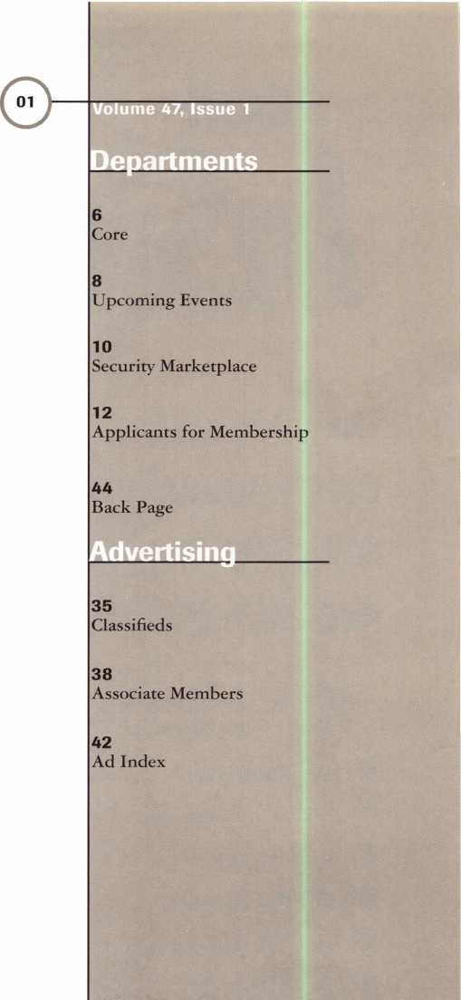 01
Volume 47, Issue 1
Departments
6
Core
8
Upcoming Events
10
Security Marketplace
12
Applicants for Membership
44
Back Page
Advertising
35
Classifieds
38
Associate Members
42
Ad Index